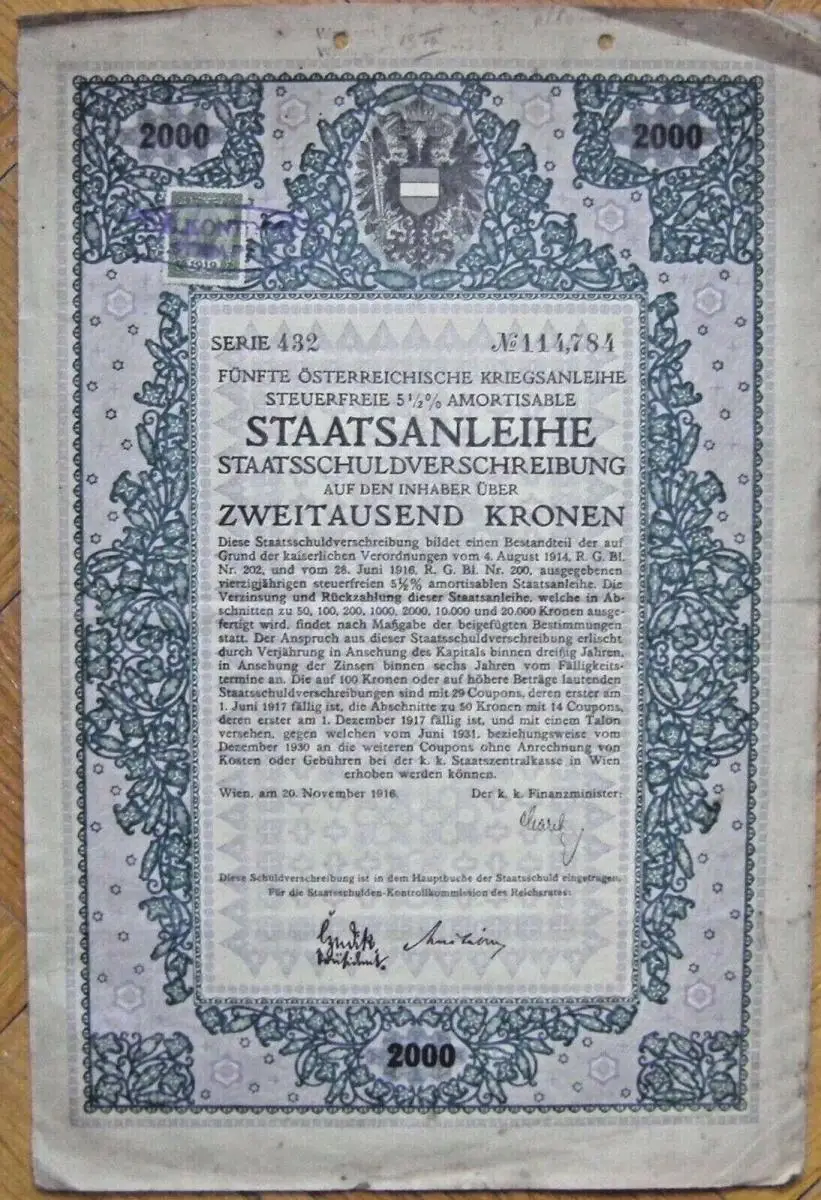 2000
2000
KONT
1919
SERIE 432 № 114,784
FÜNFTE ÖSTERREICHISCHE KRIEGSANLEIHE
STEUERFREIE 5½% AMORTISABLE
STAATSANLEIHE
STAATSSCHULDVERSCHREIBUNG
AUF DEN INHABER ÜBER
ZWEITAUSEND KRONEN
Diese Staatsschuldverschreibung bildet einen Bestandteil der auf
Grund der kaiserlichen Verordnungen vom 4. August 1914, R. G. Bl.
Nr. 202, und vom 28. Juni 1916, R. G. Bl. Nr. 200, ausgegebenen
vierzigjährigen steuerfreien 5½% amortisablen Staatsanleihe. Die
Verzinsung und Rückzahlung dieser Staatsanleihe, welche in Ab-
schnitten zu 50, 100, 200, 1000, 2000, 10.000 und 20.000 Kronen ausge-
fertigt wird, findet nach Maßgabe der beigefügten Bestimmungen
statt. Der Anspruch aus dieser Staatsschuldverschreibung erlischt
durch Verjährung in Ansehung des Kapitals binnen dreißig Jahren,
in Ansehung der Zinsen binnen sechs Jahren vom Fälligkeits-
termine an. Die auf 100 Kronen oder auf höhere Beträge lautenden
Staatsschuldverschreibungen sind mit 29 Coupons, deren erster am
1. Juni 1917 fällig ist, die Abschnitte zu 50 Kronen mit 14 Coupons,
deren erster am 1. Dezember 1917 fällig ist, und mit einem Talon
versehen, gegen welchen vom Juni 1931, beziehungsweise vom
Dezember 1930 an die weiteren Coupons ohne Anrechnung von
Kosten oder Gebühren bei der k. k. Staatszentralkasse in Wien
erhoben werden können.
Wien, am 20. November 1916. Der k. k. Finanzminister:
Diese Schuldverschreibung ist in dem Hauptbuche der Staatsschuld eingetragen.
Für die Staatsschulden-Kontrollkommission des Reichsrates:
Präsident.
2000